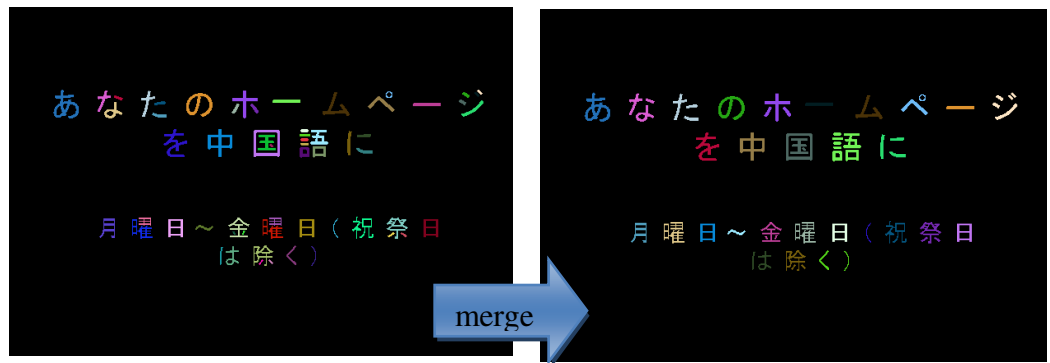 あなたのホームページ
を中国語に
月曜日～金曜日(祝祭日
は除く)
merge
あなたのホームページ
を中国語に
月曜日～金曜日(祝祭日
は除く)